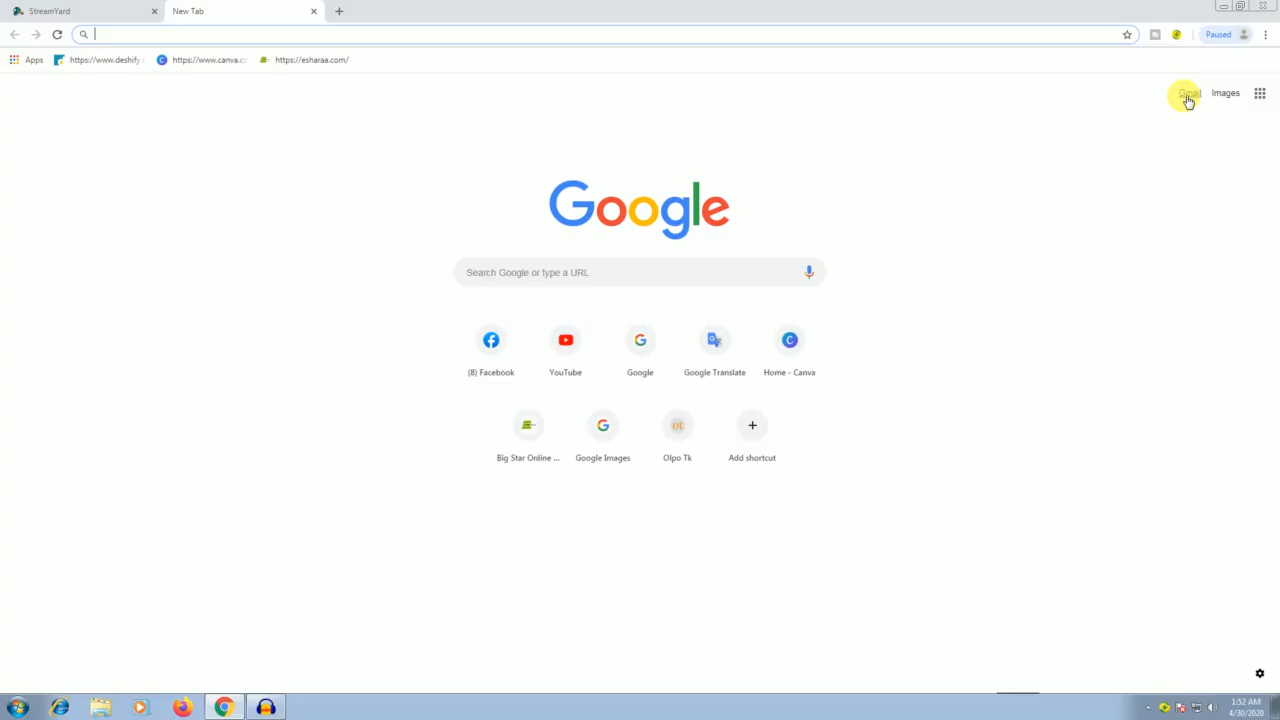 StreamYard
New Tab
Paused
Apps
https://www.deshify.
https://www.canva.co
https://esharaa.com/
Gmail
Images
Google
Search Google or type a URL
(8) Facebook
YouTube
Google
Google Translate
Home - Canva
Big Star Online ...
Google Images
Olpo Tk
Add shortcut
1:52 AM
4/30/2020